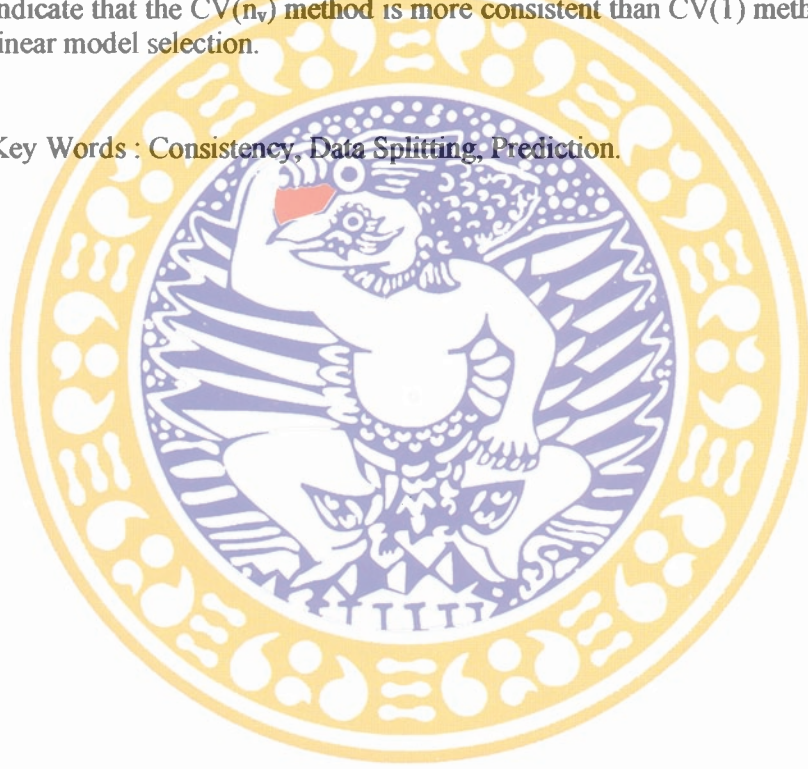 ndicate that the CV(nᵥ) method is more consistent than CV(1) meth
inear model selection.
Key Words : Consistency, Data Splitting, Prediction.